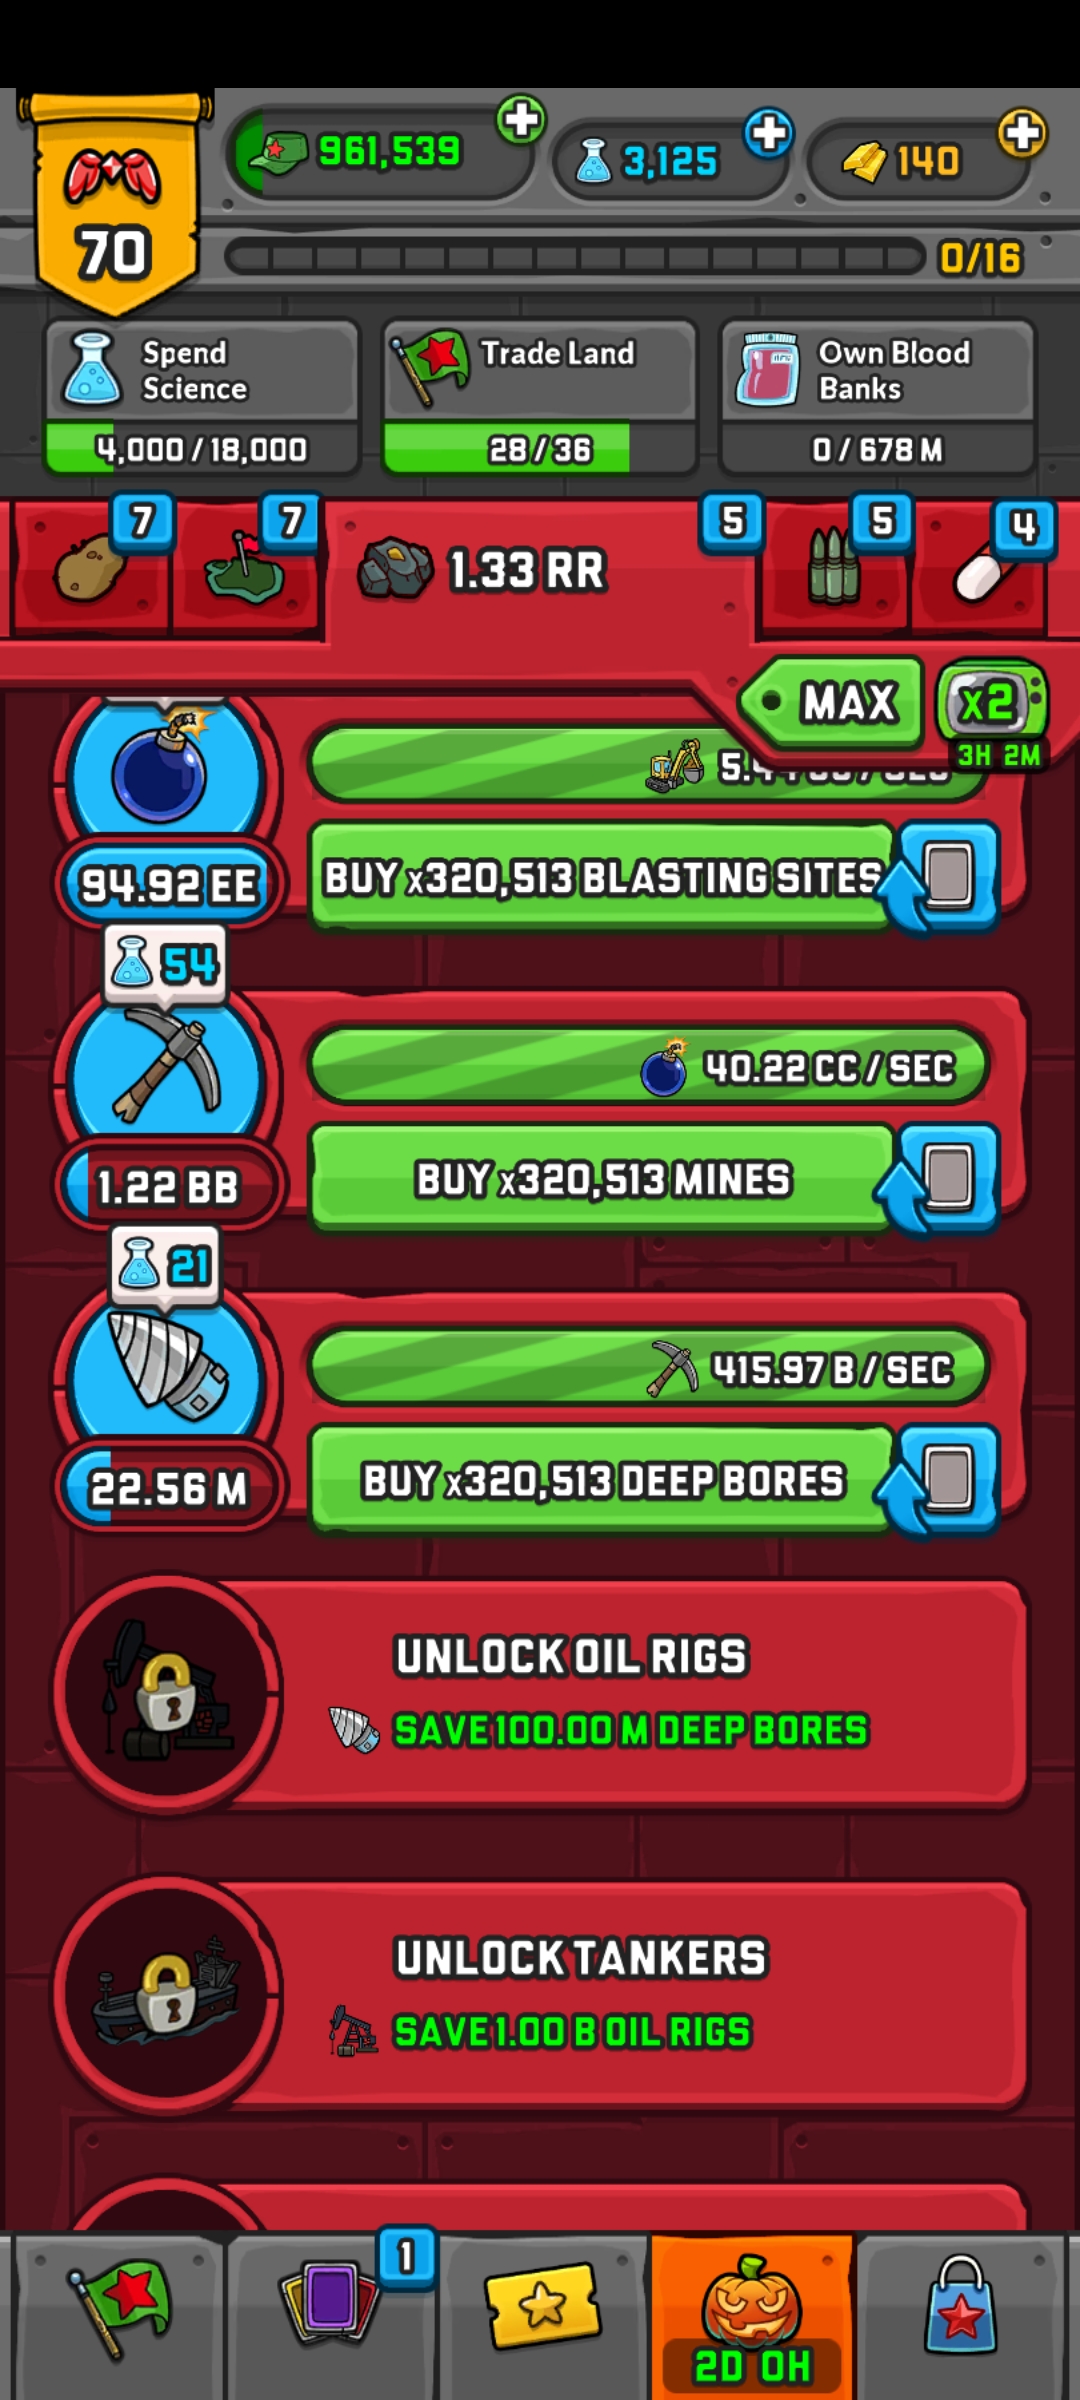 961,539
3,125
140
70
0/16
Spend
Science
Trade Land
Own Blood
Banks
4,000/18,000
28/36
0/678 M
7
7
1.33 RR
5
5
4
MAX
x2
3H 2M
94.92 EE
BUY x320,513 BLASTING SITES
54
40.22 CC/SEC
1.22 BB
BUY x320,513 MINES
21
415.97 B/SEC
22.56 M
BUY x320,513 DEEP BORES
UNLOCK OIL RIGS
SAVE 100.00 M DEEP BORES
UNLOCK TANKERS
SAVE 1.00 B OIL RIGS
1
2D 0H